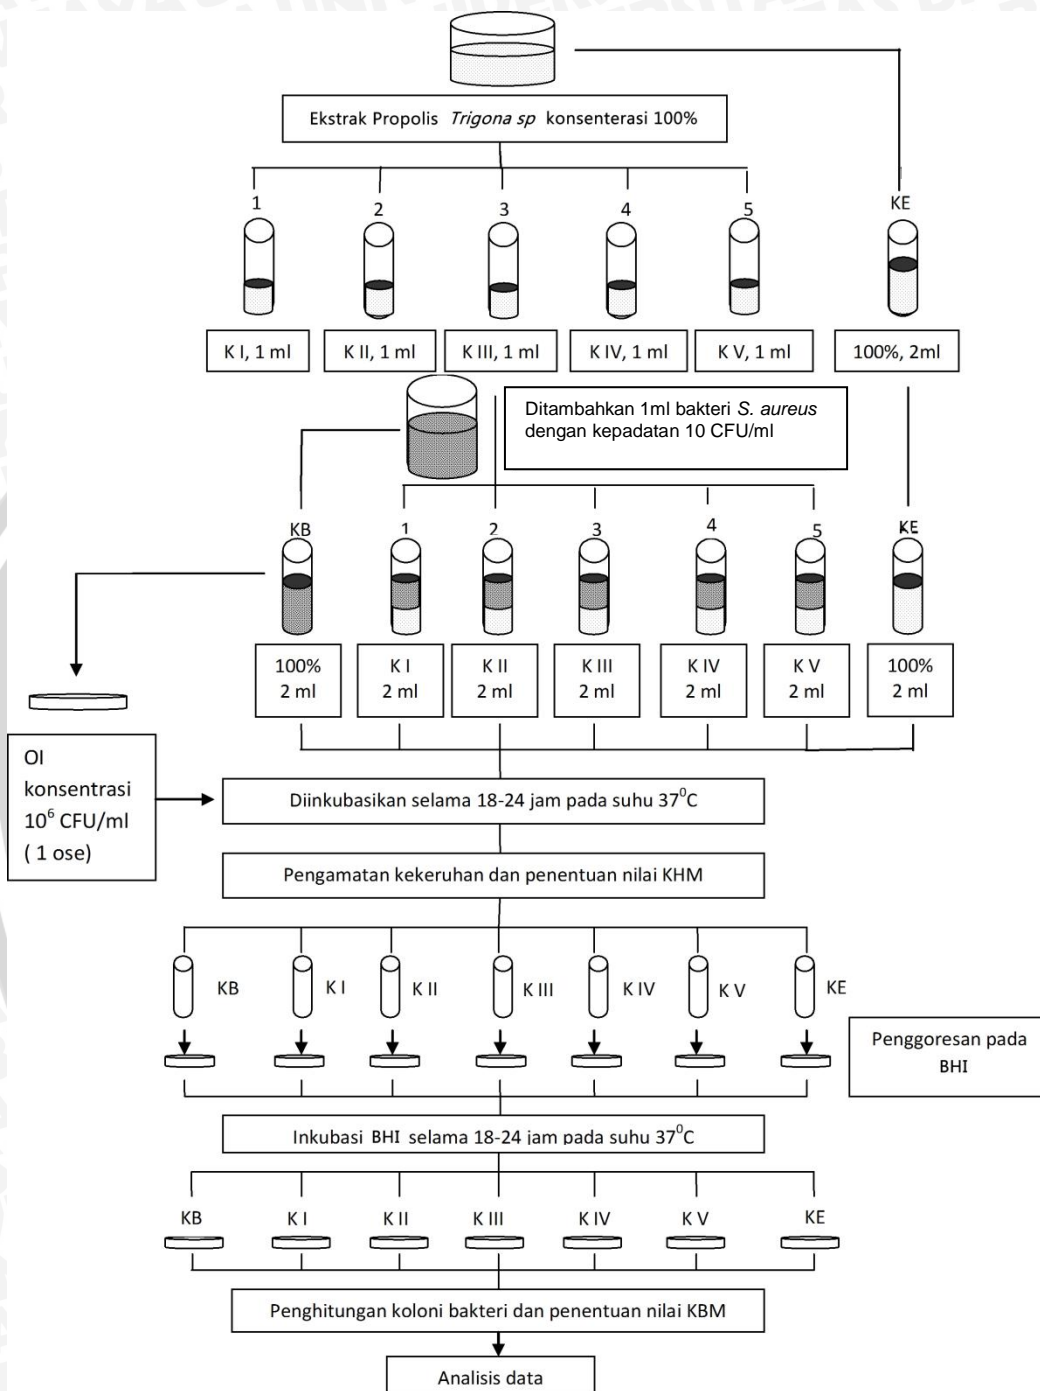 Ekstrak Propolis Trigona sp konsenterasi 100%
1
2
3
4
5
KE
K I, 1 ml
K II, 1 ml
K III, 1 ml
K IV, 1 ml
K V, 1 ml
100%, 2ml
Ditambahkan 1ml bakteri S. aureus
dengan kepadatan 10 CFU/ml
KB
1
2
3
4
5
KE
100%
2 ml
K I
2 ml
K II
2 ml
K III
2 ml
K IV
2 ml
K V
2 ml
100%
2 ml
OI
konsentrasi
10⁶ CFU/ml
( 1 ose)
Diinkubasikan selama 18-24 jam pada suhu 37⁰C
Pengamatan kekeruhan dan penentuan nilai KHM
KB
K I
K II
K III
K IV
K V
KE
Penggoresan pada
BHI
Inkubasi BHI selama 18-24 jam pada suhu 37⁰C
KB
K I
K II
K III
K IV
K V
KE
Penghitungan koloni bakteri dan penentuan nilai KBM
Analisis data